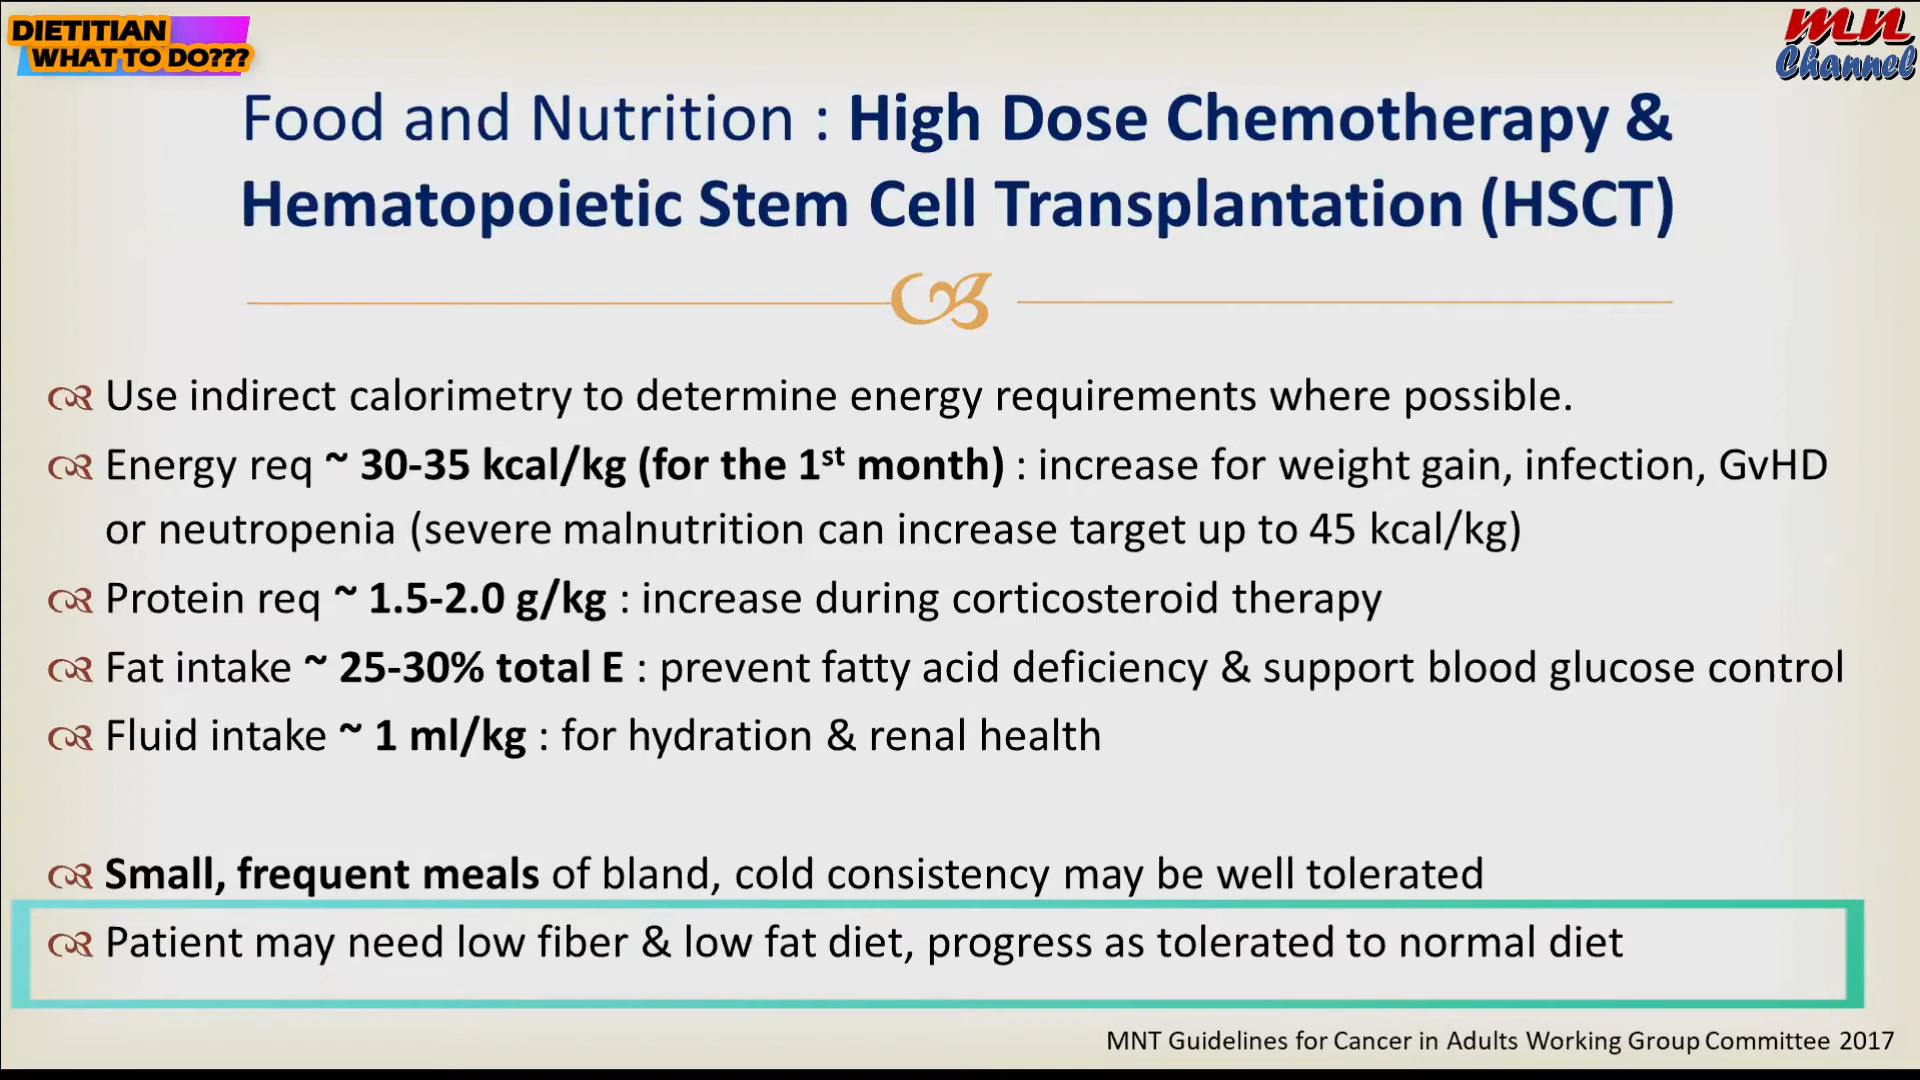 DIETITIAN
WHAT TO DO???
MN
Channel
Food and Nutrition : High Dose Chemotherapy &
Hematopoietic Stem Cell Transplantation (HSCT)
Use indirect calorimetry to determine energy requirements where possible.
Energy req ~ 30-35 kcal/kg (for the 1st month) : increase for weight gain, infection, GvHD
or neutropenia (severe malnutrition can increase target up to 45 kcal/kg)
Protein req ~ 1.5-2.0 g/kg : increase during corticosteroid therapy
Fat intake ~ 25-30% total E : prevent fatty acid deficiency & support blood glucose control
Fluid intake ~ 1 ml/kg : for hydration & renal health
Small, frequent meals of bland, cold consistency may be well tolerated
Patient may need low fiber & low fat diet, progress as tolerated to normal diet
MNT Guidelines for Cancer in Adults Working Group Committee 2017